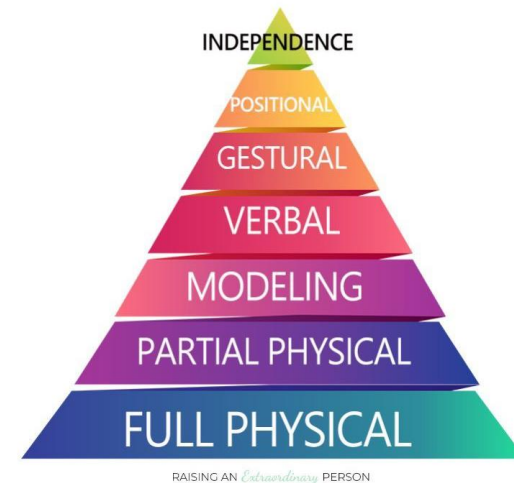 INDEPENDENCE
POSITIONAL
GESTURAL
VERBAL
MODELING
PARTIAL PHYSICAL
FULL PHYSICAL
RAISING AN Extraordinary PERSON